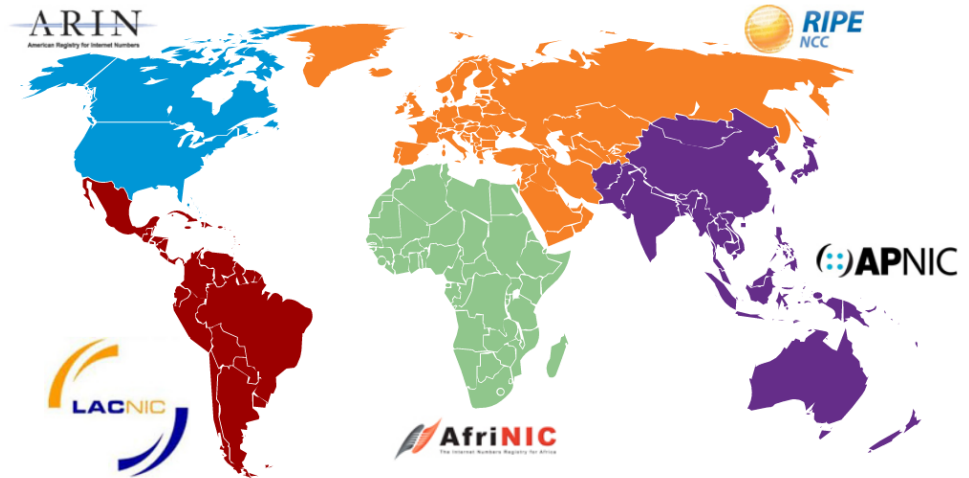 ARIN
American Registry for Internet Numbers
RIPE
NCC
APNIC
LACNIC
AfriNIC
The Internet Numbers Registry for Africa